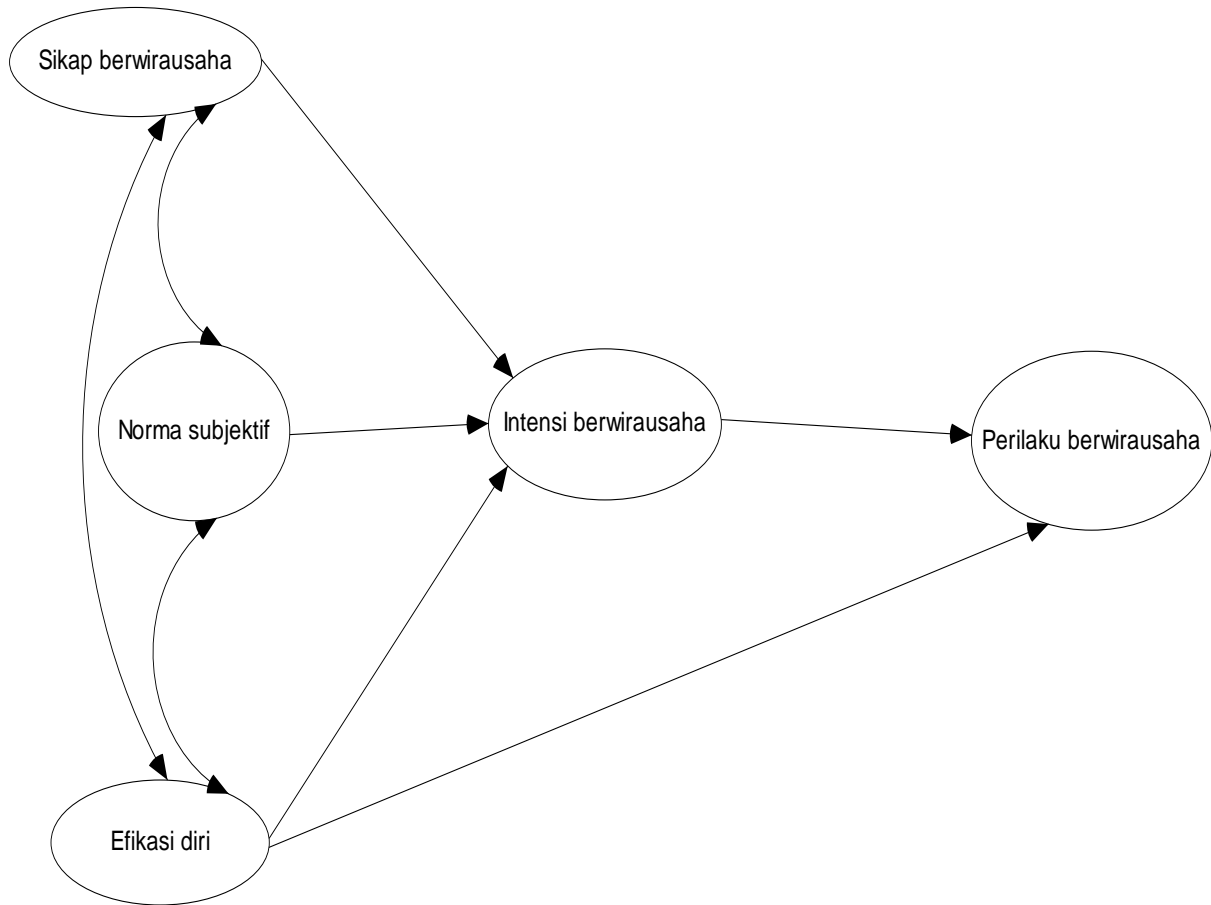 Sikap berwirausaha
Norma subjektif
Intensi berwirausaha
Perilaku berwirausaha
Efikasi diri